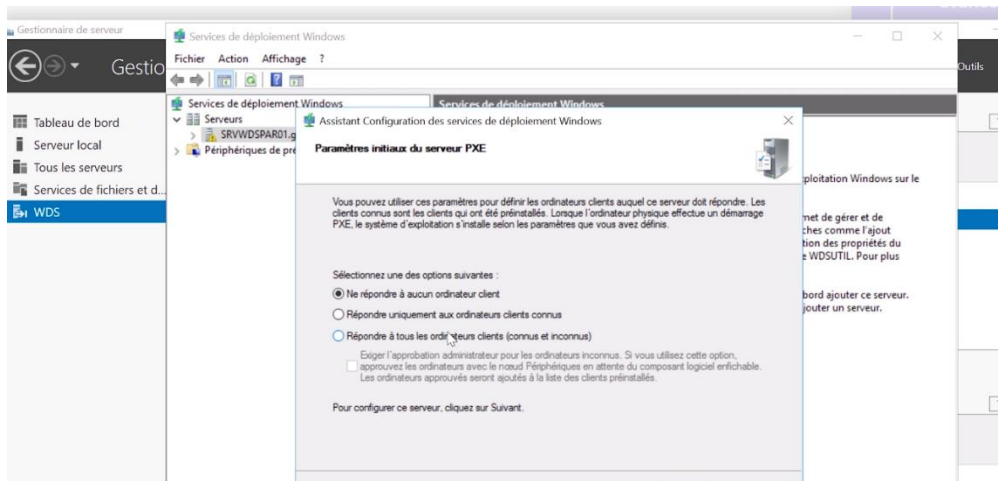 Gestionnaire de serveur
Gestio
Outils
Tableau de bord
Serveur local
Tous les serveurs
Services de fichiers et d...
WDS
Services de déploiement Windows
Fichier Action Affichage ?
Services de déploiement Windows
Serveurs
SRVWDSPAR01.g
Périphériques de pré
Services de déploiement Windows
Assistant Configuration des services de déploiement Windows
Paramètres initiaux du serveur PXE
Vous pouvez utiliser ces paramètres pour définir les ordinateurs clients auquel ce serveur doit répondre. Les
clients connus sont les clients qui ont été préinstallés. Lorsque l'ordinateur physique effectue un démarrage
PXE, le système d'exploitation s'installe selon les paramètres que vous avez définis.
Sélectionnez une des options suivantes :
Ne répondre à aucun ordinateur client
Répondre uniquement aux ordinateurs clients connus
Répondre à tous les ordinateurs clients (connus et inconnus)
Exiger l'approbation administrateur pour les ordinateurs inconnus. Si vous utilisez cette option,
approuvez les ordinateurs avec le nœud Périphériques en attente du composant logiciel enfichable.
Les ordinateurs approuvés seront ajoutés à la liste des clients préinstallés.
Pour configurer ce serveur, cliquez sur Suivant.
ploitation Windows sur le
met de gérer et de
ches comme l'ajout
tion des propriétés du
e WDSUTIL. Pour plus
bord ajouter ce serveur.
jouter un serveur.